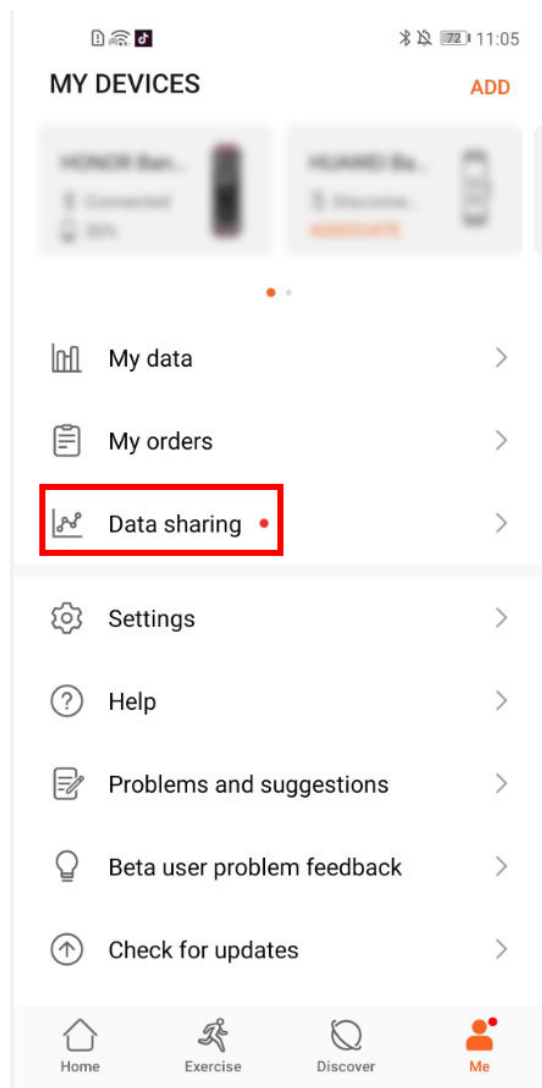 72 11:05
MY DEVICES
ADD
My data
My orders
Data sharing
Settings
Help
Problems and suggestions
Beta user problem feedback
Check for updates
Home
Exercise
Discover
Me